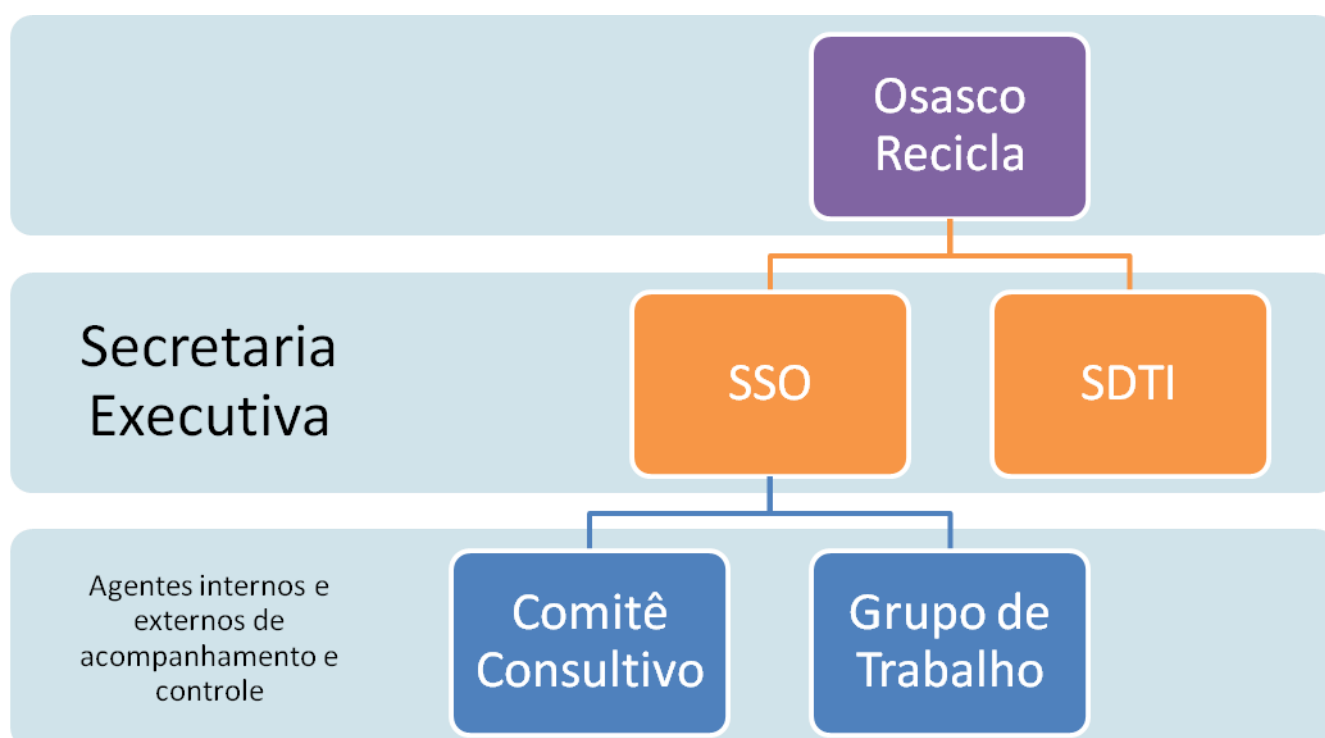 Osasco
Recicla
Secretaria
Executiva
SSO
SDTI
Agentes internos e
externos de
acompanhamento e
controle
Comitê
Consultivo
Grupo de
Trabalho